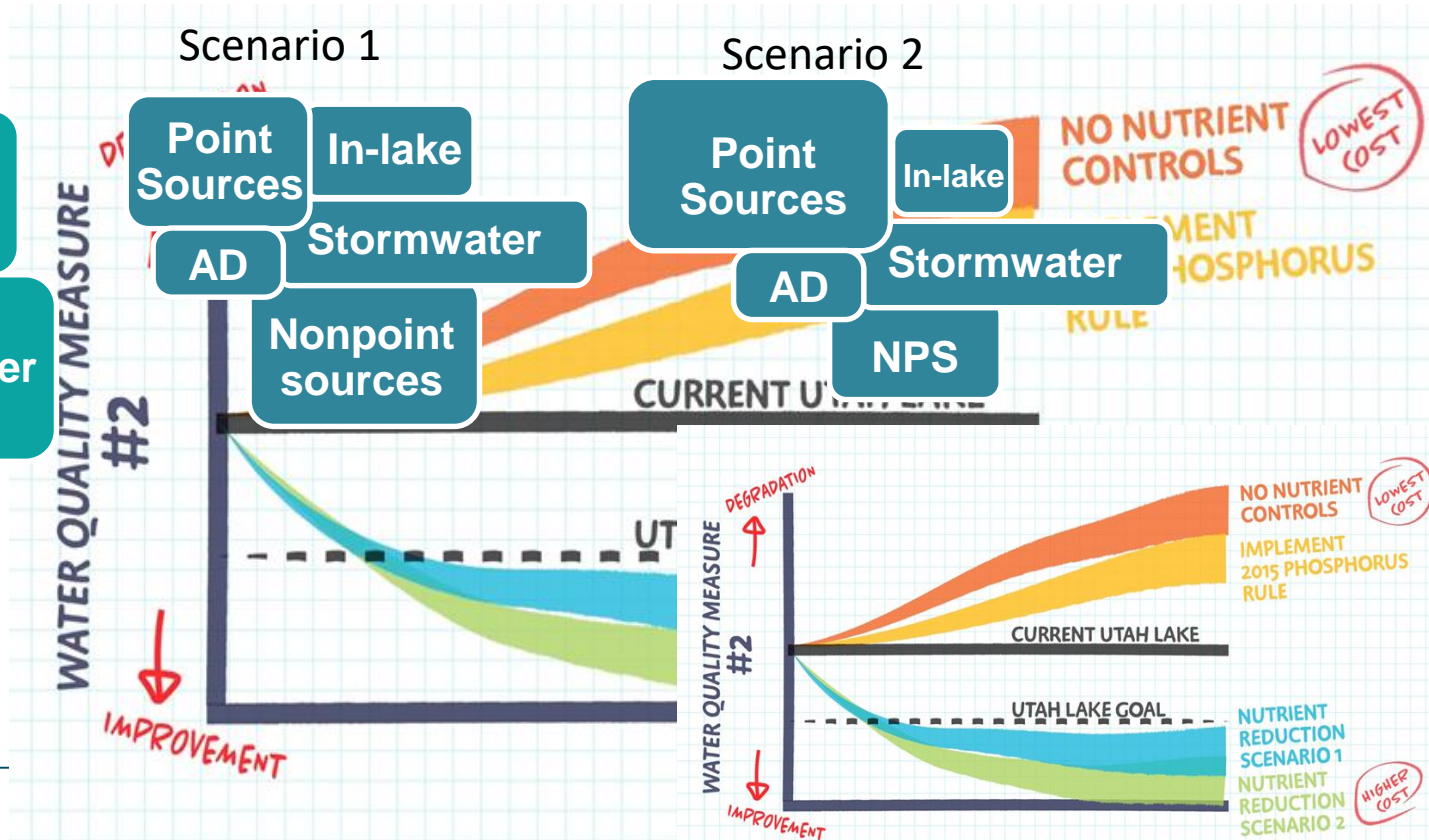 Scenario 1
Scenario 2
Point
Sources
In-lake
Stormwater
AD
Nonpoint
sources
Point
Sources
In-lake
Stormwater
AD
NPS
er
WATER QUALITY MEASURE
#2
IMPROVEMENT
NO NUTRIENT
CONTROLS
LOWEST
COST
RULE
CURRENT
DEGRADATION
WATER QUALITY MEASURE
#2
IMPROVEMENT
NO NUTRIENT
CONTROLS
LOWEST
COST
IMPLEMENT
2015 PHOSPHORUS
RULE
CURRENT UTAH LAKE
UTAH LAKE GOAL
NUTRIENT
REDUCTION
SCENARIO 1
NUTRIENT
REDUCTION
SCENARIO 2
HIGHER
COST